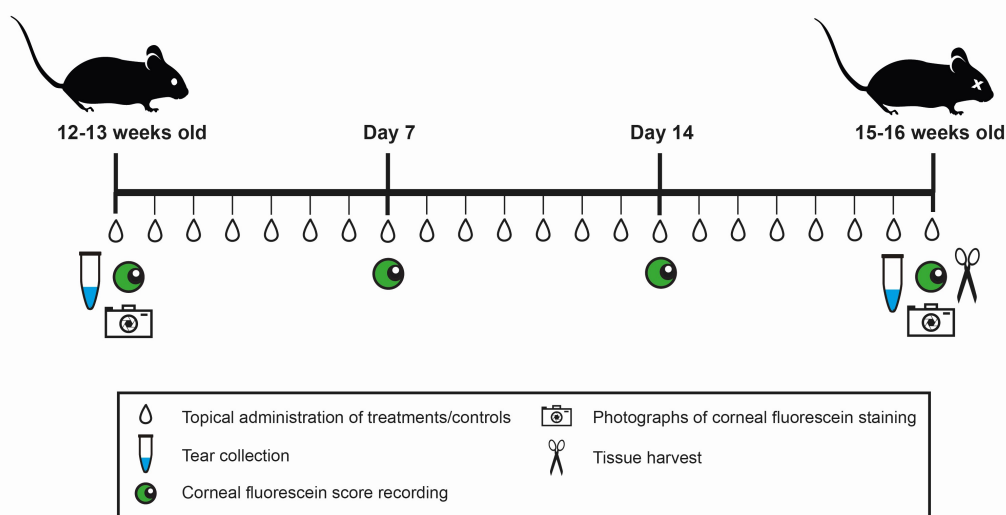 12-13 weeks old
Day 7
Day 14
15-16 weeks old
Topical administration of treatments/controls
Photographs of corneal fluorescein staining
Tear collection
Tissue harvest
Corneal fluorescein score recording